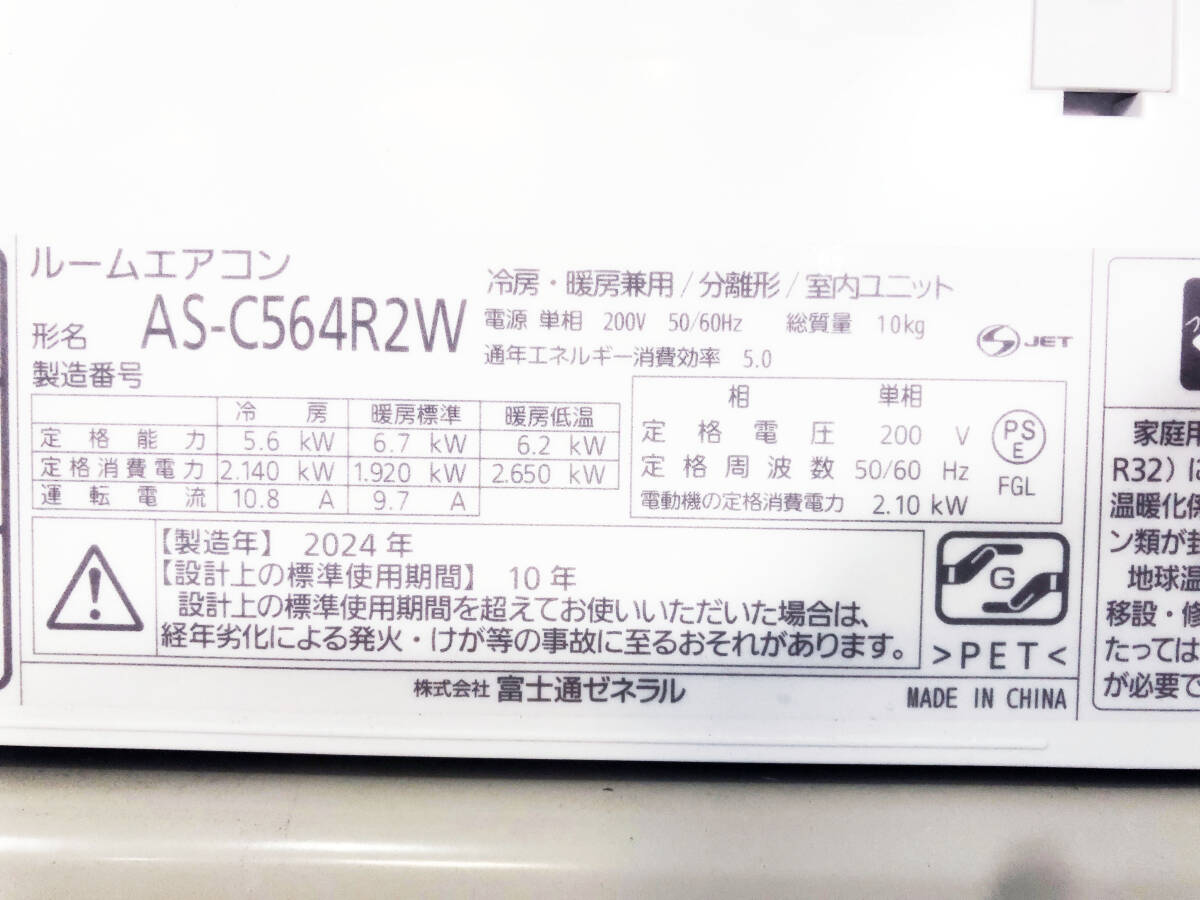 ルームエアコン
形名 AS-C564R2W
冷房・暖房兼用/分離形/室内ユニット
電源 単相 200V 50/60Hz 総質量 10kg
通年エネルギー消費効率 5.0
JET
製造番号
冷房 暖房標準 暖房低温
定格能力 5.6 kW 6.7 kW 6.2 kW
定格消費電力 2.140 kW 1.920 kW 2.650 kW
運転電流 10.8 A 9.7 A
相 単相
定格電圧 200 V
定格周波数 50/60 Hz
電動機の定格消費電力 2.10 kW
PS
E
FGL
【製造年】 2024年
【設計上の標準使用期間】 10年
設計上の標準使用期間を超えてお使いいただいた場合は、
経年劣化による発火・けが等の事故に至るおそれがあります。
G
>PET<
株式会社 富士通ゼネラル
MADE IN CHINA
家庭用
R32)に
温暖化係
ン類が封
地球温
移設・修
たっては
が必要で